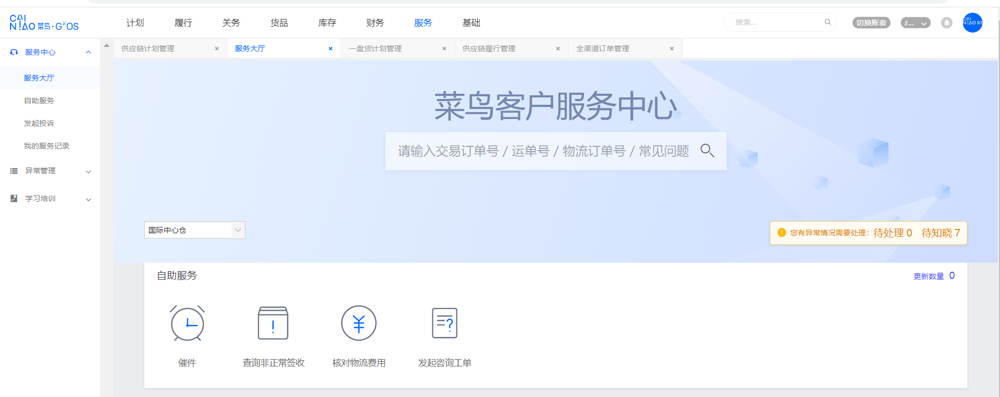 CAINIAO 菜鸟·GXOS
计划 履行 关务 货品 库存 财务 服务 基础
搜索...
切换账套
z...
CAINIAO 菜鸟
服务中心
服务大厅
自助服务
发起投诉
我的服务记录
异常管理
学习培训
供应链计划管理 × 服务大厅 × 一盘货计划管理 × 供应链履行管理 × 全渠道订单管理 ×
菜鸟客户服务中心
请输入交易订单号 / 运单号 / 物流订单号 / 常见问题
国际中心仓
您有异常情况需要处理: 待处理 0 待知晓 7
自助服务
更新数量 0
催件 查询非正常签收 核对物流费用 发起咨询工单